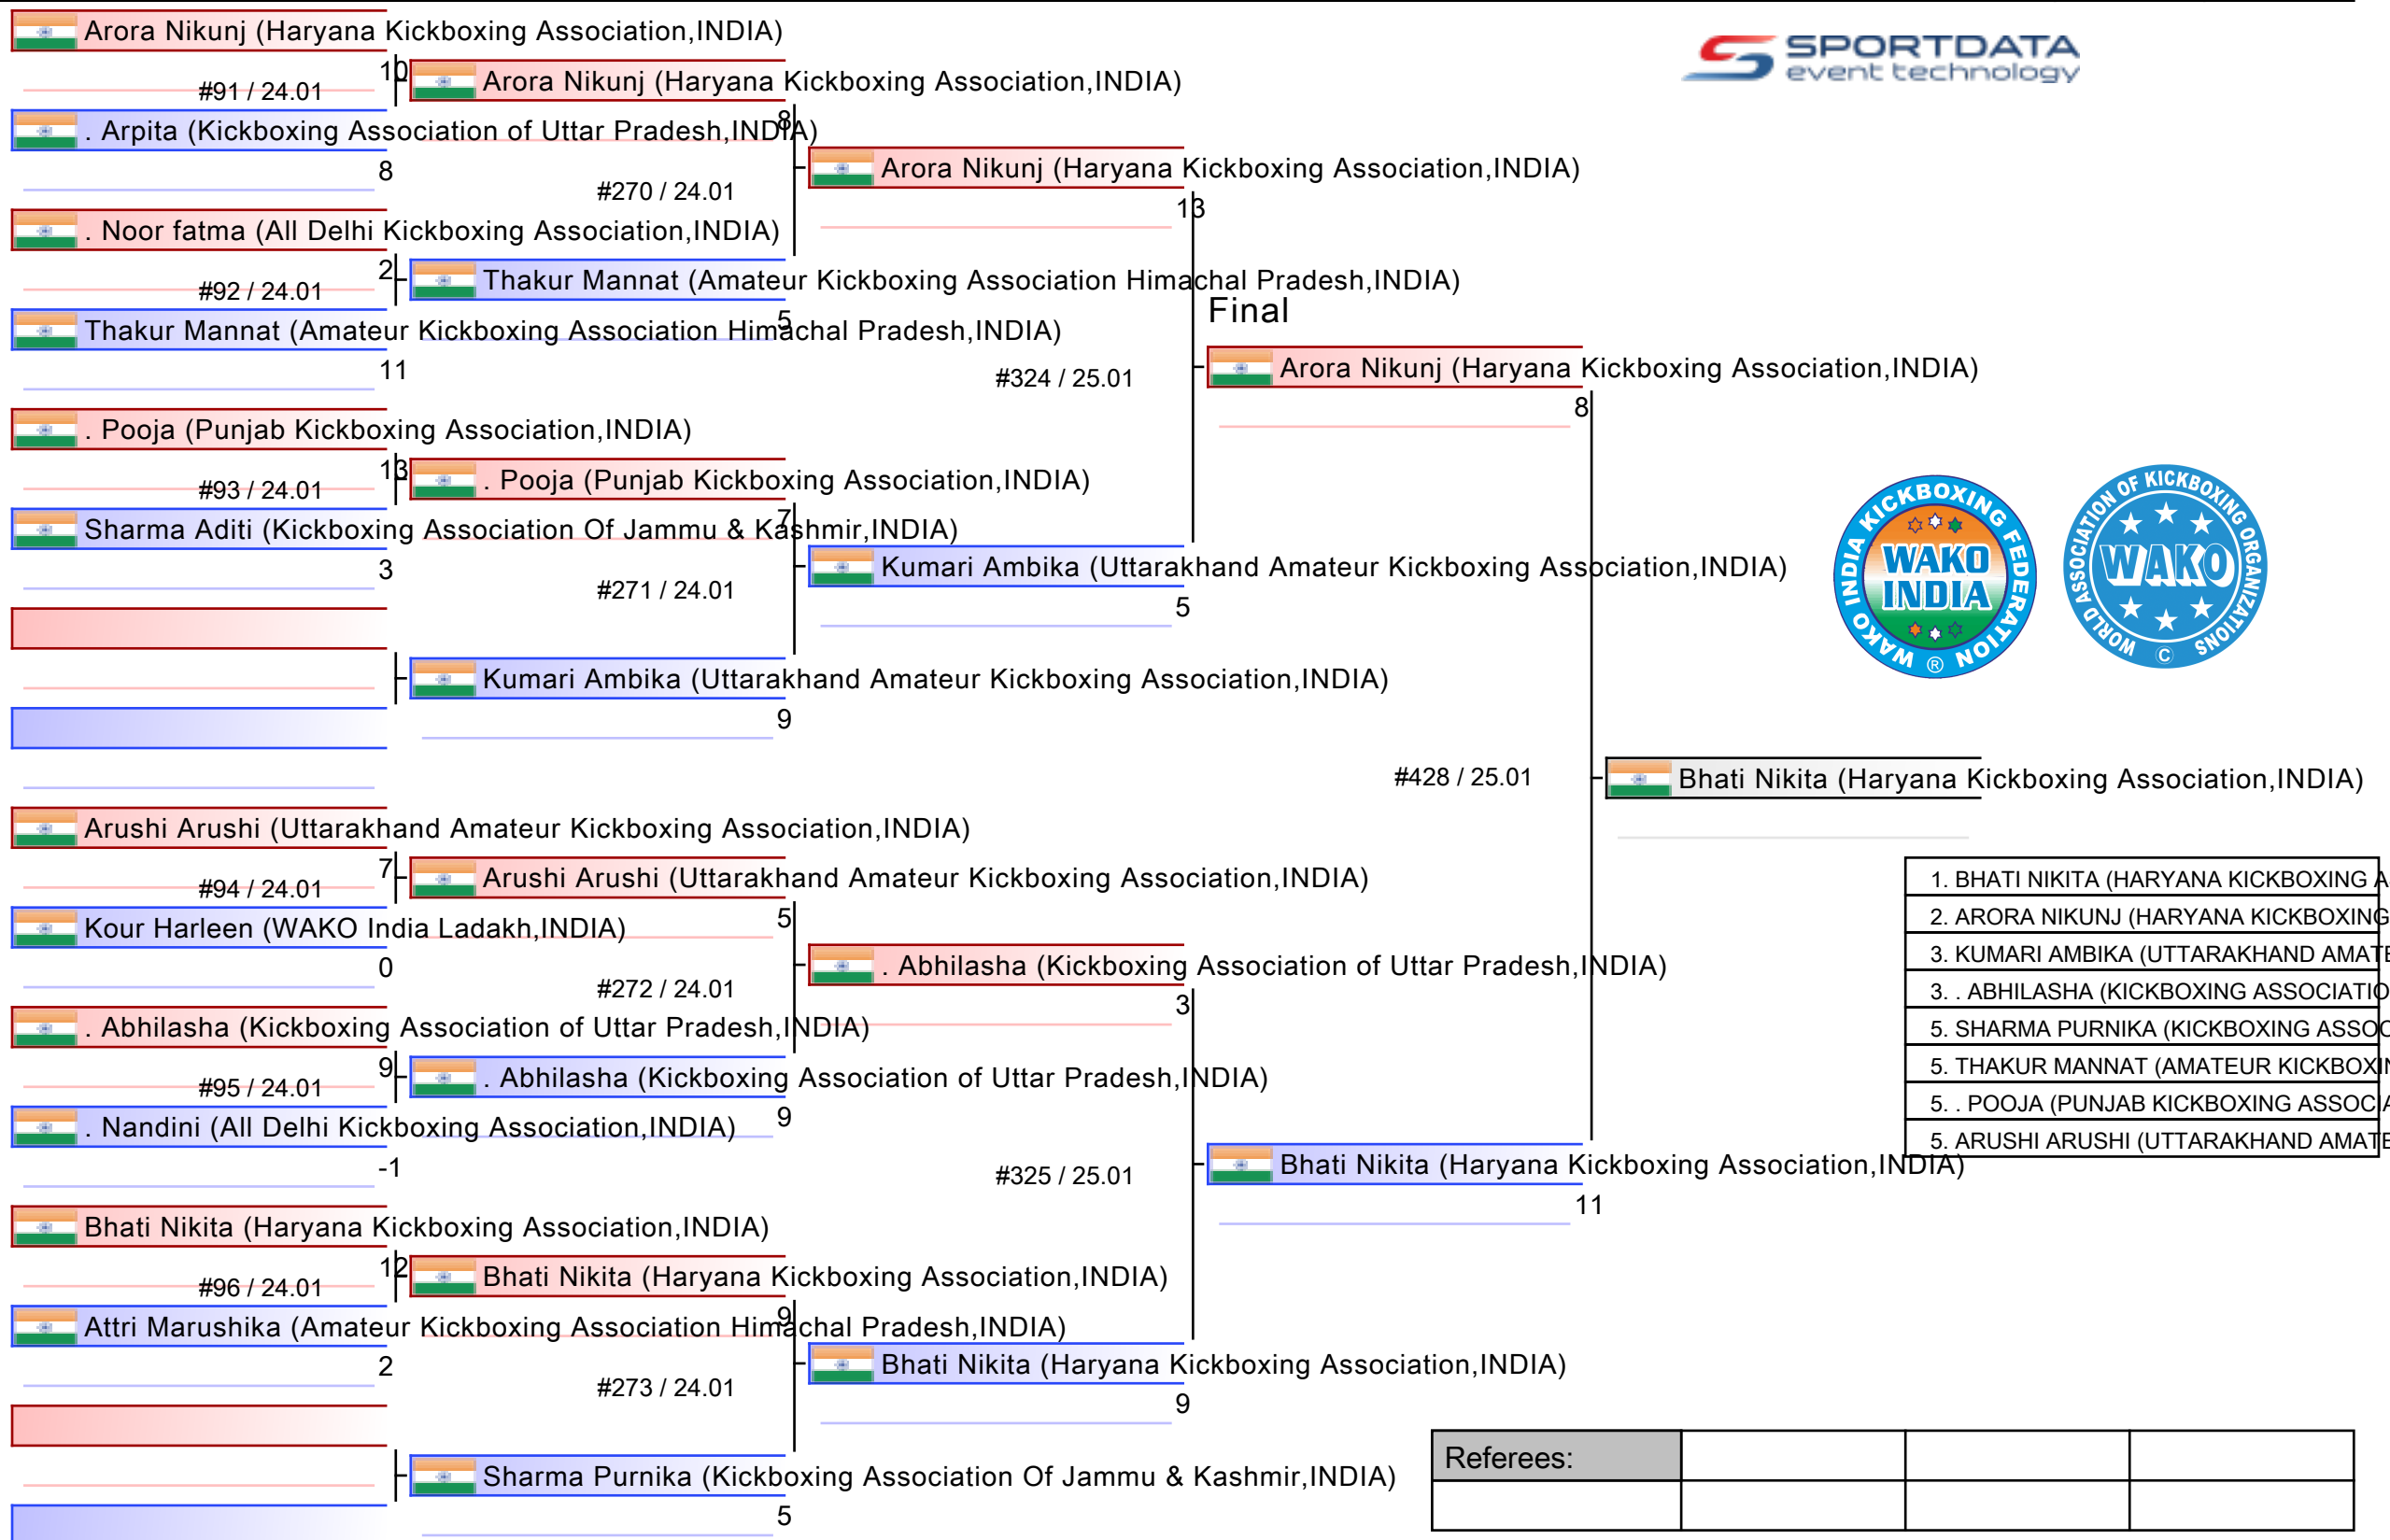 Arora Nikunj (Haryana Kickboxing Association,INDIA)
10
#91 / 24.01
. Arpita (Kickboxing Association of Uttar Pradesh,INDIA)
8
. Noor fatma (All Delhi Kickboxing Association,INDIA)
2
#92 / 24.01
Thakur Mannat (Amateur Kickboxing Association Himachal Pradesh,INDIA)
11
. Pooja (Punjab Kickboxing Association,INDIA)
13
#93 / 24.01
Sharma Aditi (Kickboxing Association Of Jammu & Kashmir,INDIA)
3
Arushi Arushi (Uttarakhand Amateur Kickboxing Association,INDIA)
7
#94 / 24.01
Kour Harleen (WAKO India Ladakh,INDIA)
0
. Abhilasha (Kickboxing Association of Uttar Pradesh,INDIA)
9
#95 / 24.01
. Nandini (All Delhi Kickboxing Association,INDIA)
-1
Bhati Nikita (Haryana Kickboxing Association,INDIA)
12
#96 / 24.01
Attri Marushika (Amateur Kickboxing Association Himachal Pradesh,INDIA)
2
Arora Nikunj (Haryana Kickboxing Association,INDIA)
8
#270 / 24.01
Thakur Mannat (Amateur Kickboxing Association Himachal Pradesh,INDIA)
5
. Pooja (Punjab Kickboxing Association,INDIA)
7
#271 / 24.01
Kumari Ambika (Uttarakhand Amateur Kickboxing Association,INDIA)
9
Arushi Arushi (Uttarakhand Amateur Kickboxing Association,INDIA)
5
#272 / 24.01
. Abhilasha (Kickboxing Association of Uttar Pradesh,INDIA)
9
Bhati Nikita (Haryana Kickboxing Association,INDIA)
9
#273 / 24.01
Sharma Purnika (Kickboxing Association Of Jammu & Kashmir,INDIA)
5
Arora Nikunj (Haryana Kickboxing Association,INDIA)
13
#324 / 25.01
Kumari Ambika (Uttarakhand Amateur Kickboxing Association,INDIA)
5
. Abhilasha (Kickboxing Association of Uttar Pradesh,INDIA)
3
#325 / 25.01
Bhati Nikita (Haryana Kickboxing Association,INDIA)
9
Final
Arora Nikunj (Haryana Kickboxing Association,INDIA)
8
#428 / 25.01
Bhati Nikita (Haryana Kickboxing Association,INDIA)
11
Bhati Nikita (Haryana Kickboxing Association,INDIA)
SPORTDATA
event technology
WAKO INDIA KICKBOXING FEDERATION
WAKO
INDIA
®
WORLD ASSOCIATION OF KICKBOXING ORGANIZATIONS
WAKO
©
1. BHATI NIKITA (HARYANA KICKBOXING A
2. ARORA NIKUNJ (HARYANA KICKBOXING
3. KUMARI AMBIKA (UTTARAKHAND AMATE
3. . ABHILASHA (KICKBOXING ASSOCIATIO
5. SHARMA PURNIKA (KICKBOXING ASSOC
5. THAKUR MANNAT (AMATEUR KICKBOXIN
5. . POOJA (PUNJAB KICKBOXING ASSOCIA
5. ARUSHI ARUSHI (UTTARAKHAND AMATE
Referees: